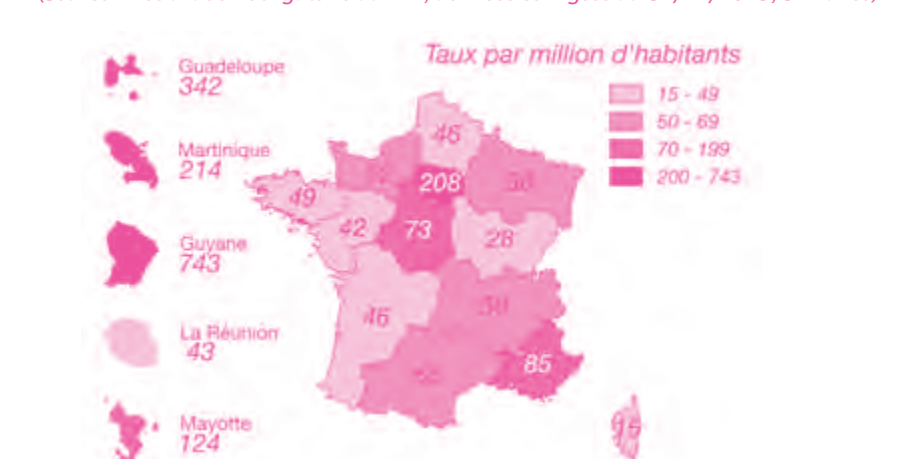 Taux par million d'habitants
15 - 49
50 - 69
70 - 199
200 - 743
Guadeloupe
342
Martinique
214
Guyane
743
La Réunion
43
Mayotte
124
46
208
49
42
73
28
46
85
15